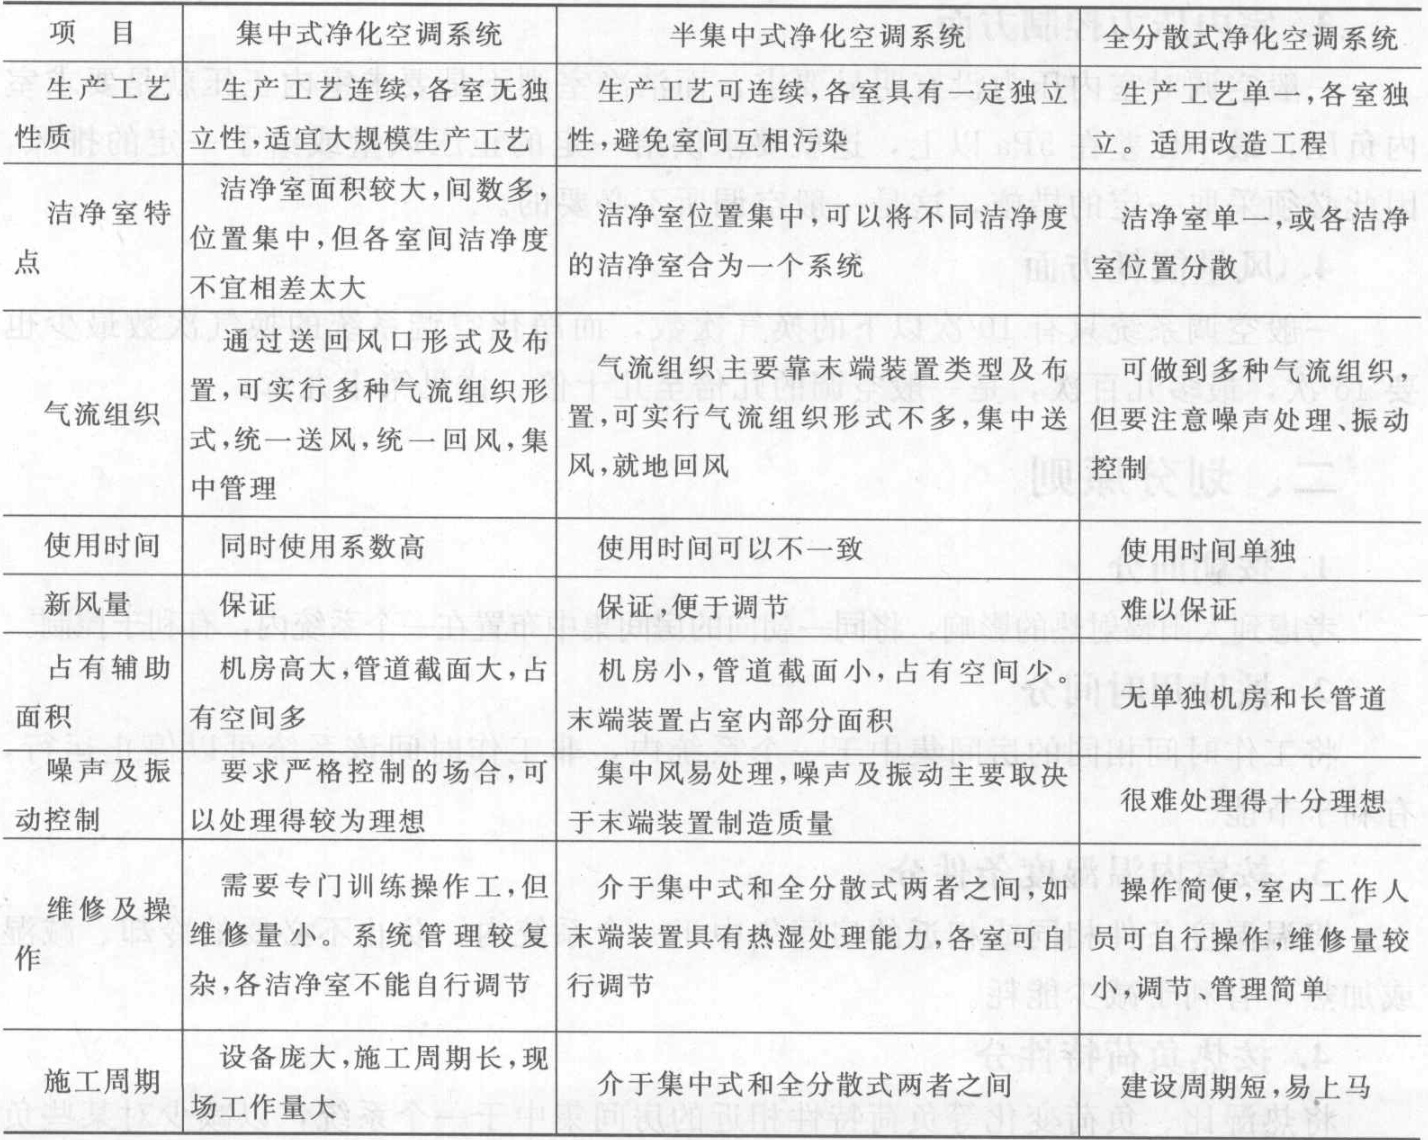 项 目 集中式净化空调系统 半集中式净化空调系统 全分散式净化空调系统
生产工艺性质
生产工艺连续,各室无独
立性,适宜大规模生产工艺
生产工艺可连续,各室具有一定独立
性,避免室间互相污染
生产工艺单一,各室独
立。适用改造工程
洁净室特
点
洁净室面积较大,间数多,
位置集中,但各室间洁净度
不宜相差太大
洁净室位置集中,可以将不同洁净度
的洁净室合为一个系统
洁净室单一,或各洁净
室位置分散
气流组织
通过送回风口形式及布
置,可实行多种气流组织形
式,统一送风,统一回风,集
中管理
气流组织主要靠末端装置类型及布
置,可实行气流组织形式不多,集中送
风,就地回风
可做到多种气流组织,
但要注意噪声处理、振动
控制
使用时间 同时使用系数高 使用时间可以不一致 使用时间单独
新风量 保证 保证,便于调节 难以保证
占有辅助
面积
机房高大,管道截面大,占
有空间多
机房小,管道截面小,占有空间少。
末端装置占室内部分面积
无单独机房和长管道
噪声及振
动控制
要求严格控制的场合,可
以处理得较为理想
集中风易处理,噪声及振动主要取决
于末端装置制造质量
很难处理得十分理想
维修及操
作
需要专门训练操作工,但
维修量小。系统管理较复
杂,各洁净室不能自行调节
介于集中式和全分散式两者之间,如
末端装置具有热湿处理能力,各室可自
行调节
操作简便,室内工作人
员可自行操作,维修量较
小,调节、管理简单
施工周期
设备庞大,施工周期长,现
场工作量大
介于集中式和全分散式两者之间
建设周期短,易上马